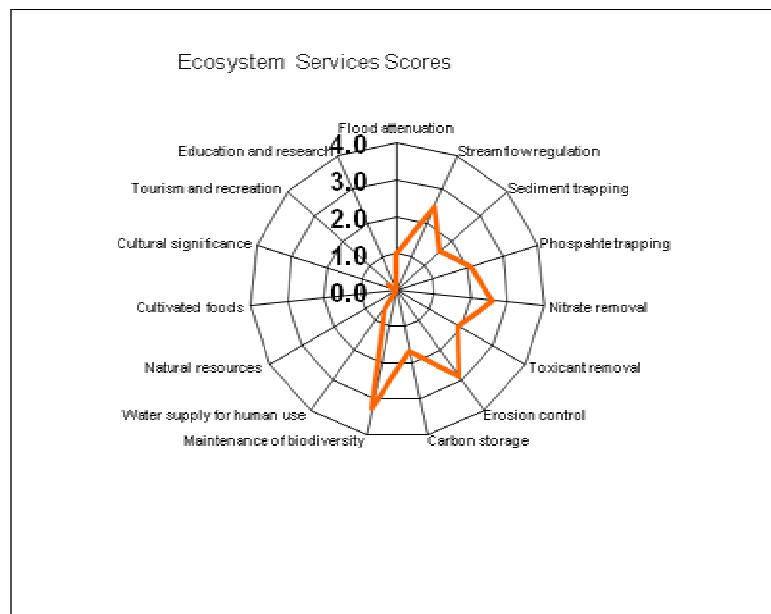 Ecosystem Services Scores
Flood attenuation
4.0
Education and research
Streamflow regulation
3.0
Tourism and recreation
Sediment trapping
2.0
Cultural significance
Phospahte trapping
1.0
0.0
Cultivated foods
Nitrate removal
Natural resources
Toxicant removal
Water supply for human use
Erosion control
Maintenance of biodiversity
Carbon storage